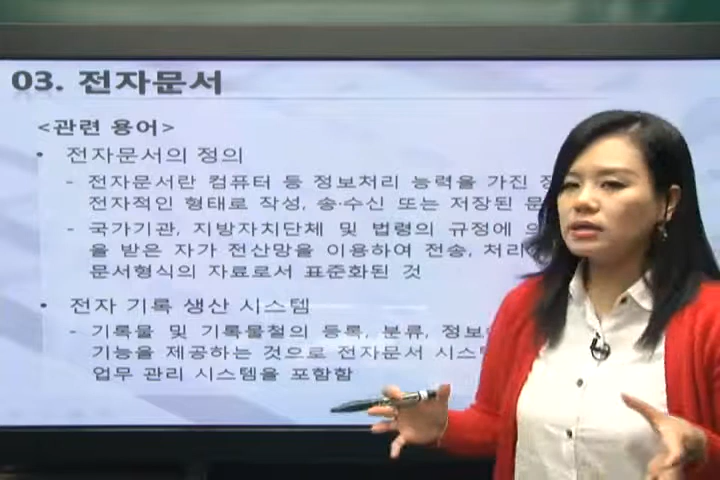 03. 전자문서
<관련 용어>
• 전자문서의 정의
- 전자문서란 컴퓨터 등 정보처리 능력을 가진
전자적인 형태로 작성, 송·수신 또는 저장된
- 국가기관, 지방자치단체 및 법령의 규정에
을 받은 자가 전산망을 이용하여 전송, 처리
문서형식의 자료로서 표준화된 것
• 전자 기록 생산 시스템
- 기록물 및 기록물철의 등록, 분류,
기능을 제공하는 것으로 전자문서
업무 관리 시스템을 포함함